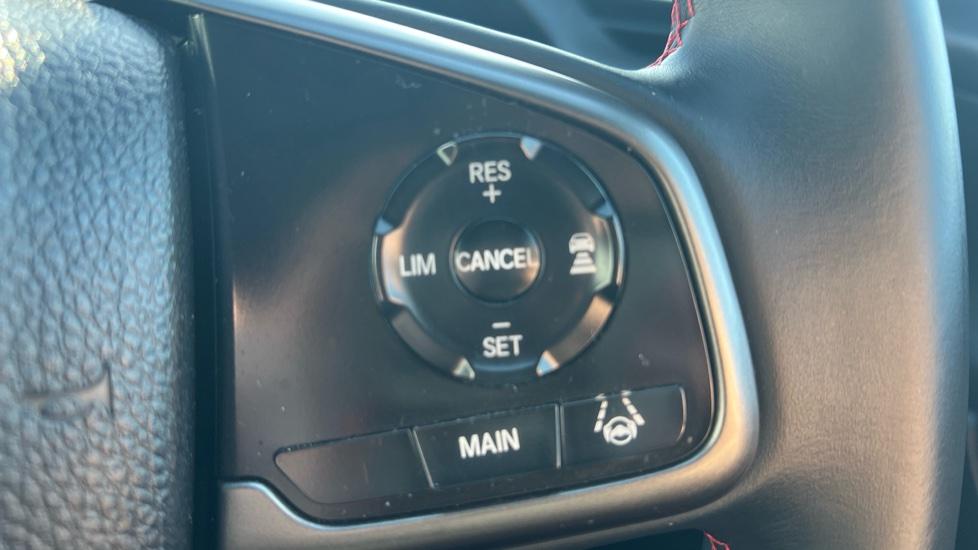 RES
+
LIM CANCEL
−
SET
MAIN